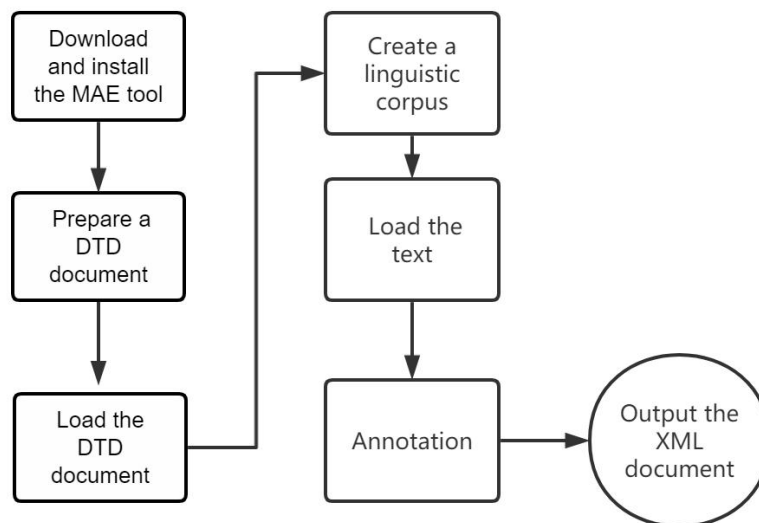 Download
and install
the MAE tool
Prepare a
DTD
document
Load the
DTD
document
Create a
linguistic
corpus
Load the
text
Annotation
Output the
XML
document